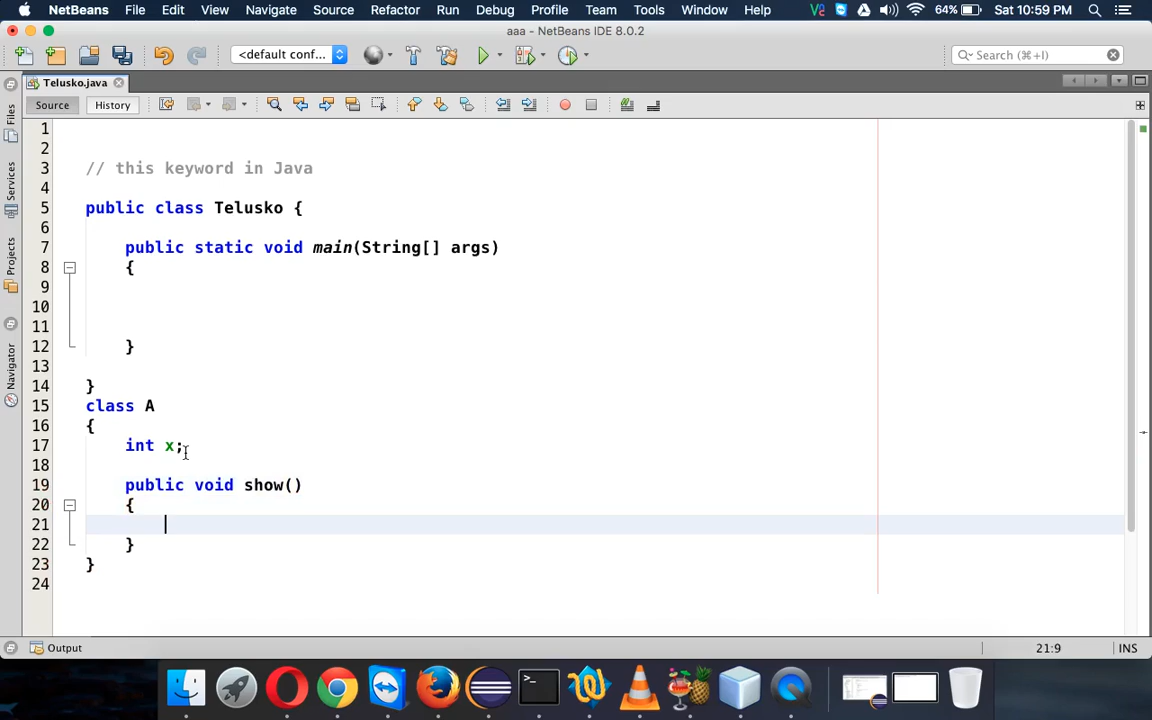 NetBeans File Edit View Navigate Source Refactor Run Debug Profile Team Tools Window Help 64% Sat 10:59 PM
aaa - NetBeans IDE 8.0.2
<default conf... Search (⌘+I)
Telusko.java
Source History
Files
Services
Projects
Navigator
1
2
3 // this keyword in Java
4
5 public class Telusko {
6
7 public static void main(String[] args)
8 {
9
10
11
12 }
13
14 }
15 class A
16 {
17 int x;
18
19 public void show()
20 {
21
22 }
23 }
24
Output 21:9 INS